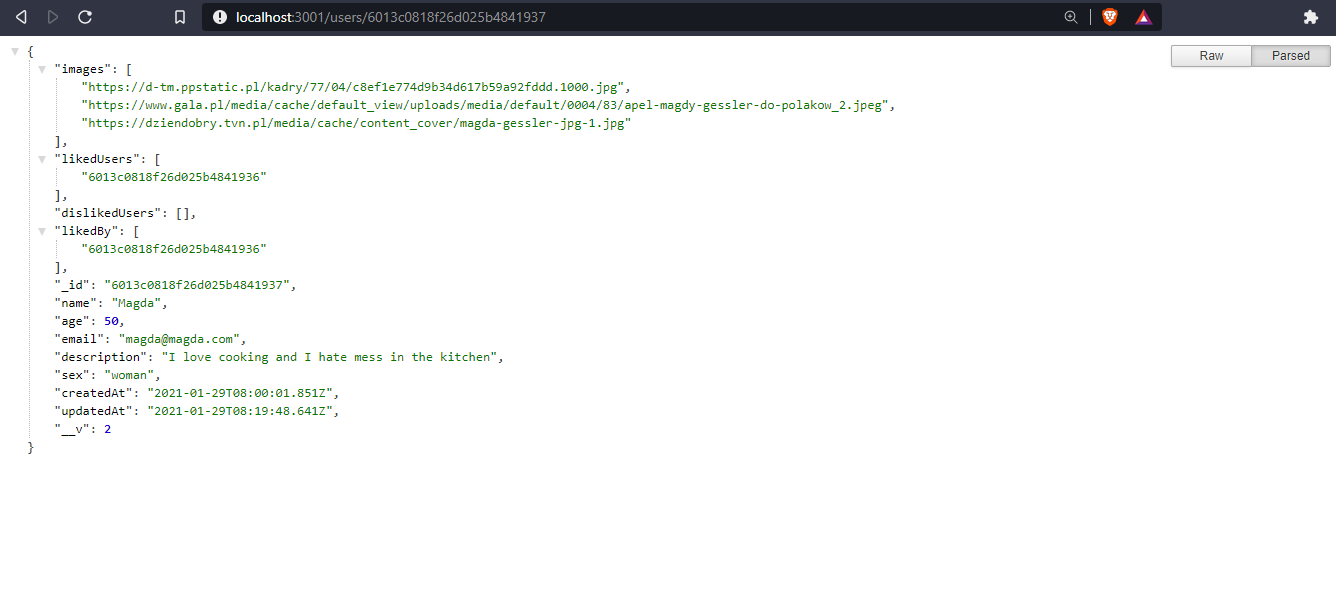 localhost:3001/users/6013c0818f26d025b4841937
Raw Parsed
{
"images": [
"https://d-tm.ppstatic.pl/kadry/77/04/c8ef1e774d9b34d617b59a92fddd.1000.jpg",
"https://www.gala.pl/media/cache/default_view/uploads/media/default/0004/83/apel-magdy-gessler-do-polakow_2.jpeg",
"https://dziendobry.tvn.pl/media/cache/content_cover/magda-gessler-jpg-1.jpg"
],
"likedUsers": [
"6013c0818f26d025b4841936"
],
"dislikedUsers": [],
"likedBy": [
"6013c0818f26d025b4841936"
],
"_id": "6013c0818f26d025b4841937",
"name": "Magda",
"age": 50,
"email": "magda@magda.com",
"description": "I love cooking and I hate mess in the kitchen",
"sex": "woman",
"createdAt": "2021-01-29T08:00:01.851Z",
"updatedAt": "2021-01-29T08:19:48.641Z",
"__v": 2
}